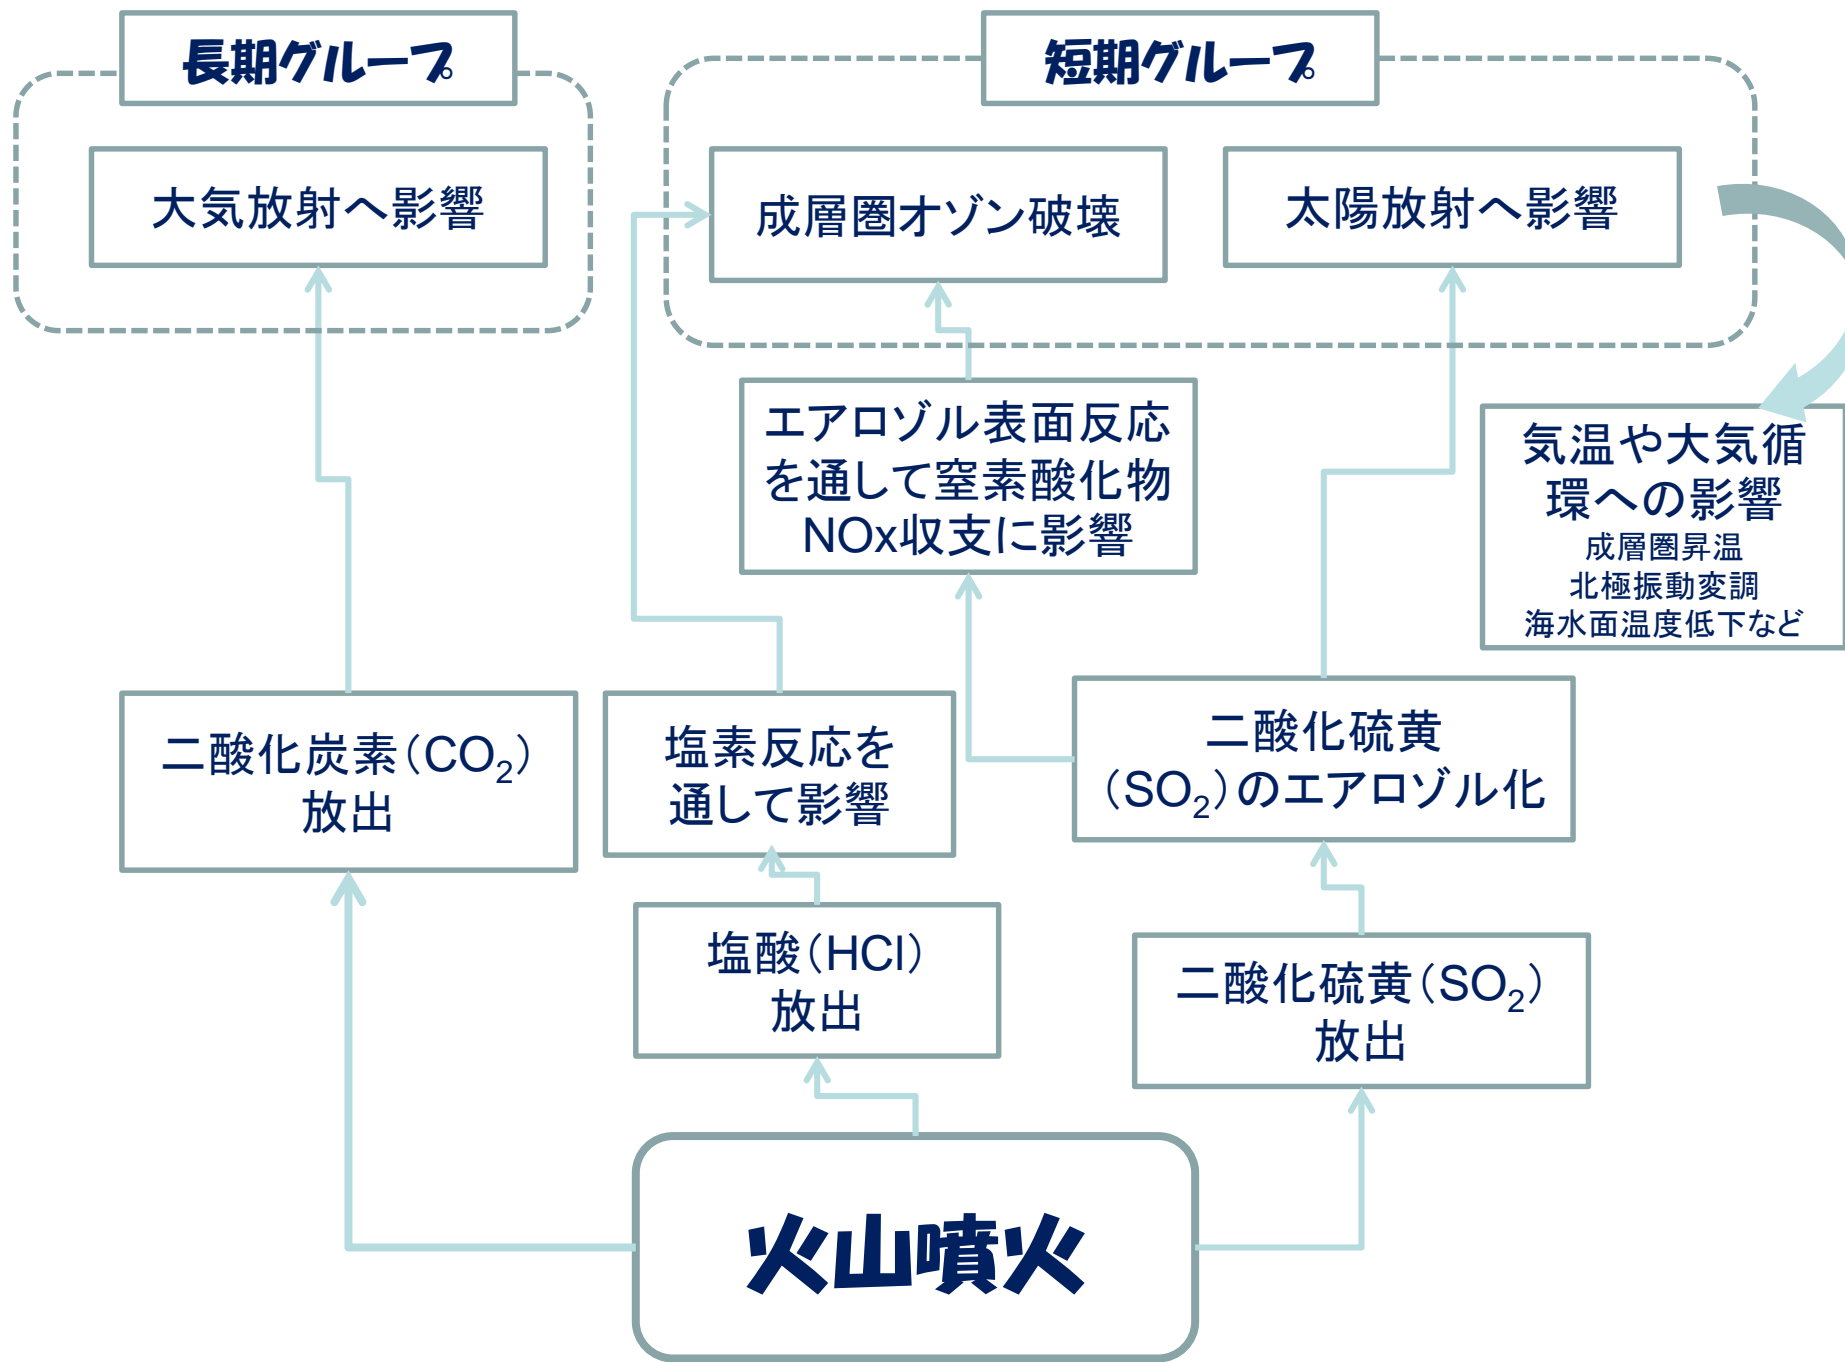 長期グループ
短期グループ
大気放射へ影響
成層圏オゾン破壊
太陽放射へ影響
エアロゾル表面反応
を通して窒素酸化物
NOx収支に影響
気温や大気循
環への影響
成層圏昇温
北極振動変調
海水面温度低下など
二酸化炭素（CO₂）
放出
塩素反応を
通して影響
二酸化硫黄
（SO₂）のエアロゾル化
塩酸（HCl）
放出
二酸化硫黄（SO₂）
放出
火山噴火